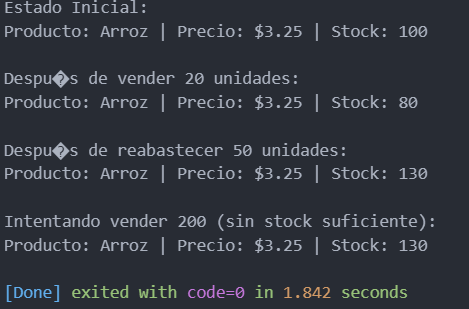 Estado Inicial:
Producto: Arroz | Precio: $3.25 | Stock: 100
Despu�s de vender 20 unidades:
Producto: Arroz | Precio: $3.25 | Stock: 80
Despu�s de reabastecer 50 unidades:
Producto: Arroz | Precio: $3.25 | Stock: 130
Intentando vender 200 (sin stock suficiente):
Producto: Arroz | Precio: $3.25 | Stock: 130
[Done] exited with code=0 in 1.842 seconds